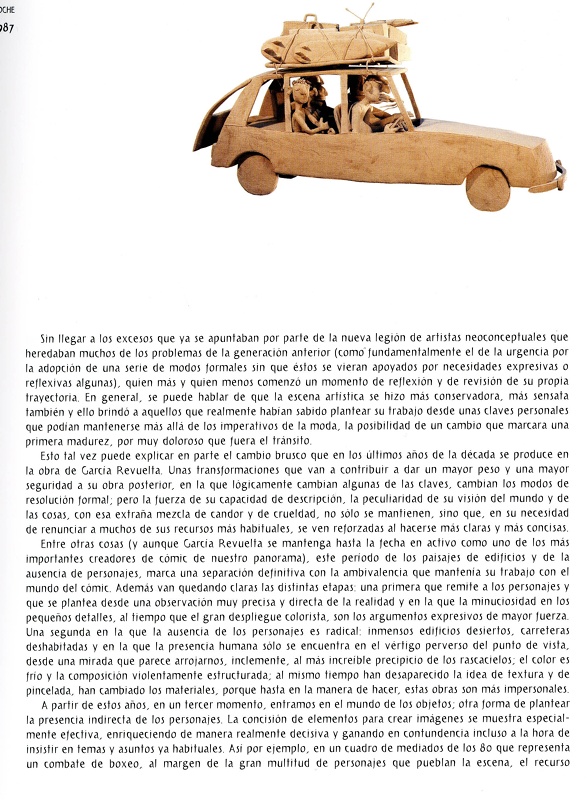 OCHE
987
Sin llegar a los excesos que ya se apuntaban por parte de la nueva legión de artistas neoconceptuales que
heredaban muchos de los problemas de la generación anterior (como fundamentalmente el de la urgencia por
la adopción de una serie de modos formales sin que éstos se vieran apoyados por necesidades expresivas o
reflexivas algunas), quien más y quien menos comenzó un momento de reflexión y de revisión de su propia
trayectoria. En general, se puede hablar de que la escena artística se hizo más conservadora, más sensata
también y ello brindó a aquellos que realmente habían sabido plantear su trabajo desde unas claves personales
que podían mantenerse más allá de los imperativos de la moda, la posibilidad de un cambio que marcara una
primera madurez, por muy doloroso que fuera el tránsito.
Esto tal vez puede explicar en parte el cambio brusco que en los últimos años de la década se produce en
la obra de García Revuelta. Unas transformaciones que van a contribuir a dar un mayor peso y una mayor
seguridad a su obra posterior, en la que lógicamente cambian algunas de las claves, cambian los modos de
resolución formal; pero la fuerza de su capacidad de descripción, la peculiaridad de su visión del mundo y de
las cosas, con esa extraña mezcla de candor y de crueldad, no sólo se mantienen, sino que, en su necesidad
de renunciar a muchos de sus recursos más habituales, se ven reforzadas al hacerse más claras y más concisas.
Entre otras cosas (y aunque García Revuelta se mantenga hasta la fecha en activo como uno de los más
importantes creadores de cómic de nuestro panorama), este período de los paisajes de edificios y de la
ausencia de personajes, marca una separación definitiva con la ambivalencia que mantenía su trabajo con el
mundo del cómic. Además van quedando claras las distintas etapas: una primera que remite a los personajes y
que se plantea desde una observación muy precisa y directa de la realidad y en la que la minuciosidad en los
pequeños detalles, al tiempo que el gran despliegue colorista, son los argumentos expresivos de mayor fuerza.
Una segunda en la que la ausencia de los personajes es radical: inmensos edificios desiertos, carreteras
deshabitadas y en la que la presencia humana sólo se encuentra en el vértigo perverso del punto de vista,
desde una mirada que parece arrojarnos, inclemente, al más increíble precipicio de los rascacielos; el color es
frío y la composición violentamente estructurada; al mismo tiempo han desaparecido la idea de textura y de
pincelada, han cambiado los materiales, porque hasta en la manera de hacer, estas obras son más impersonales.
A partir de estos años, en un tercer momento, entramos en el mundo de los objetos; otra forma de plantear
la presencia indirecta de los personajes. La concisión de elementos para crear imágenes se muestra especial-
mente efectiva, enriqueciendo de manera realmente decisiva y ganando en contundencia incluso a la hora de
insistir en temas y asuntos ya habituales. Así por ejemplo, en un cuadro de mediados de los 80 que representa
un combate de boxeo, al margen de la gran multitud de personajes que pueblan la escena, el recurso